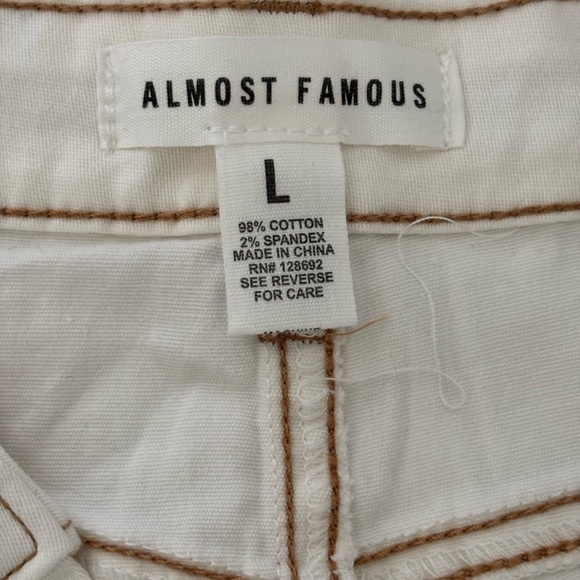 ALMOST FAMOUS
L
98% COTTON
2% SPANDEX
MADE IN CHINA
RN# 128692
SEE REVERSE
FOR CARE